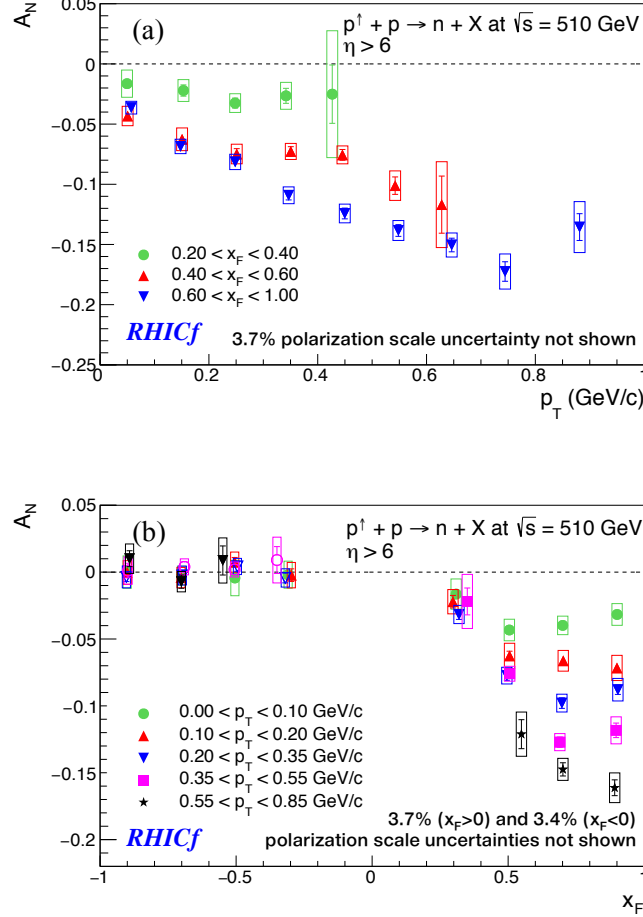 A_N
0.05
0
−0.05
−0.1
−0.15
−0.2
−0.25
(a)
p↑ + p → n + X at √s = 510 GeV
η > 6
0.20 < x_F < 0.40
0.40 < x_F < 0.60
0.60 < x_F < 1.00
RHICf
3.7% polarization scale uncertainty not shown
0 0.2 0.4 0.6 0.8 1
p_T (GeV/c)
A_N
0.05
0
−0.05
−0.1
−0.15
−0.2
(b)
p↑ + p → n + X at √s = 510 GeV
η > 6
0.00 < p_T < 0.10 GeV/c
0.10 < p_T < 0.20 GeV/c
0.20 < p_T < 0.35 GeV/c
0.35 < p_T < 0.55 GeV/c
0.55 < p_T < 0.85 GeV/c
RHICf
3.7% (x_F>0) and 3.4% (x_F<0)
polarization scale uncertainties not shown
−1 −0.5 0 0.5 1
x_F